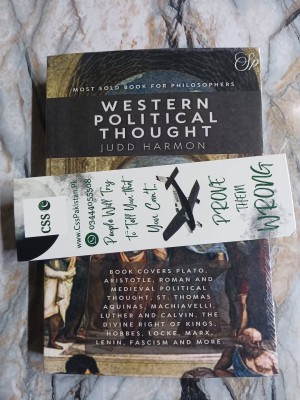 MOST SOLD BOOK FOR PHILOSOPHERS
WESTERN
POLITICAL
THOUGHT
JUDD HARMON
CSS
www.CssPakistan.Pk
03444055508
People Will Try
to Tell You That
You Can't,
PROVE
THEM
WRONG
BOOK COVERS PLATO,
ARISTOTLE, ROMAN AND
MEDIEVAL POLITICAL
THOUGHT, ST. THOMAS
AQUINAS, MACHIAVELLI,
LUTHER AND CALVIN, THE
DIVINE RIGHT OF KINGS,
HOBBES, LOCKE, MARX,
LENIN, FASCISM AND MORE.